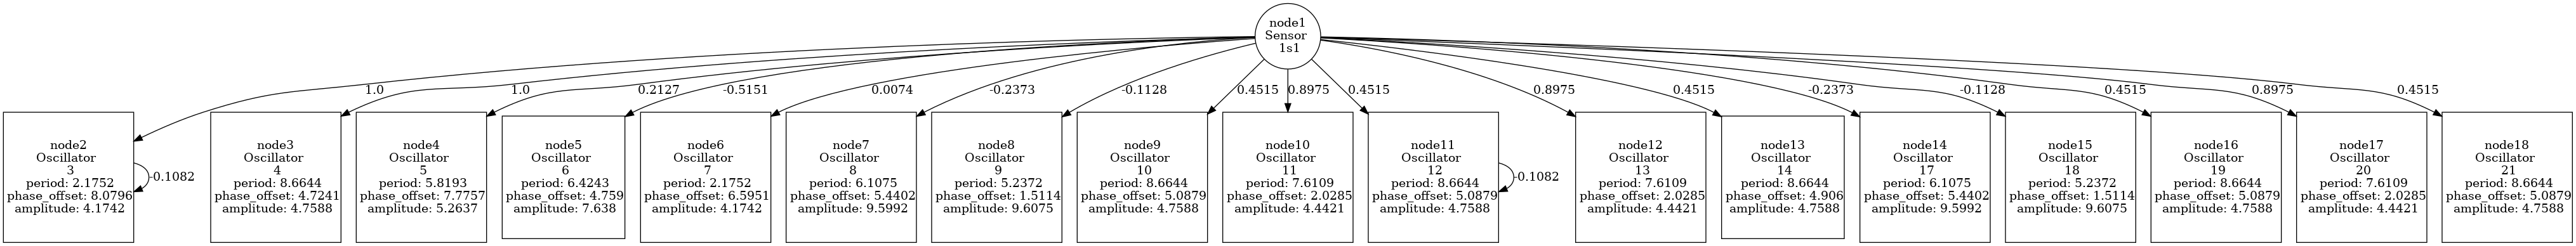 node1
Sensor
1s1
1.0
1.0
0.2127
-0.5151
0.0074
-0.2373
-0.1128
0.4515
0.8975
0.4515
0.8975
0.4515
-0.2373
-0.1128
0.4515
0.8975
0.4515
node2
Oscillator
3
period: 2.1752
phase_offset: 8.0796
amplitude: 4.1742
-0.1082
node3
Oscillator
4
period: 8.6644
phase_offset: 4.7241
amplitude: 4.7588
node4
Oscillator
5
period: 5.8193
phase_offset: 7.7757
amplitude: 5.2637
node5
Oscillator
6
period: 6.4243
phase_offset: 4.759
amplitude: 7.638
node6
Oscillator
7
period: 2.1752
phase_offset: 6.5951
amplitude: 4.1742
node7
Oscillator
8
period: 6.1075
phase_offset: 5.4402
amplitude: 9.5992
node8
Oscillator
9
period: 5.2372
phase_offset: 1.5114
amplitude: 9.6075
node9
Oscillator
10
period: 8.6644
phase_offset: 5.0879
amplitude: 4.7588
node10
Oscillator
11
period: 7.6109
phase_offset: 2.0285
amplitude: 4.4421
node11
Oscillator
12
period: 8.6644
phase_offset: 5.0879
amplitude: 4.7588
-0.1082
node12
Oscillator
13
period: 7.6109
phase_offset: 2.0285
amplitude: 4.4421
node13
Oscillator
14
period: 8.6644
phase_offset: 4.906
amplitude: 4.7588
node14
Oscillator
17
period: 6.1075
phase_offset: 5.4402
amplitude: 9.5992
node15
Oscillator
18
period: 5.2372
phase_offset: 1.5114
amplitude: 9.6075
node16
Oscillator
19
period: 8.6644
phase_offset: 5.0879
amplitude: 4.7588
node17
Oscillator
20
period: 7.6109
phase_offset: 2.0285
amplitude: 4.4421
node18
Oscillator
21
period: 8.6644
phase_offset: 5.0879
amplitude: 4.7588